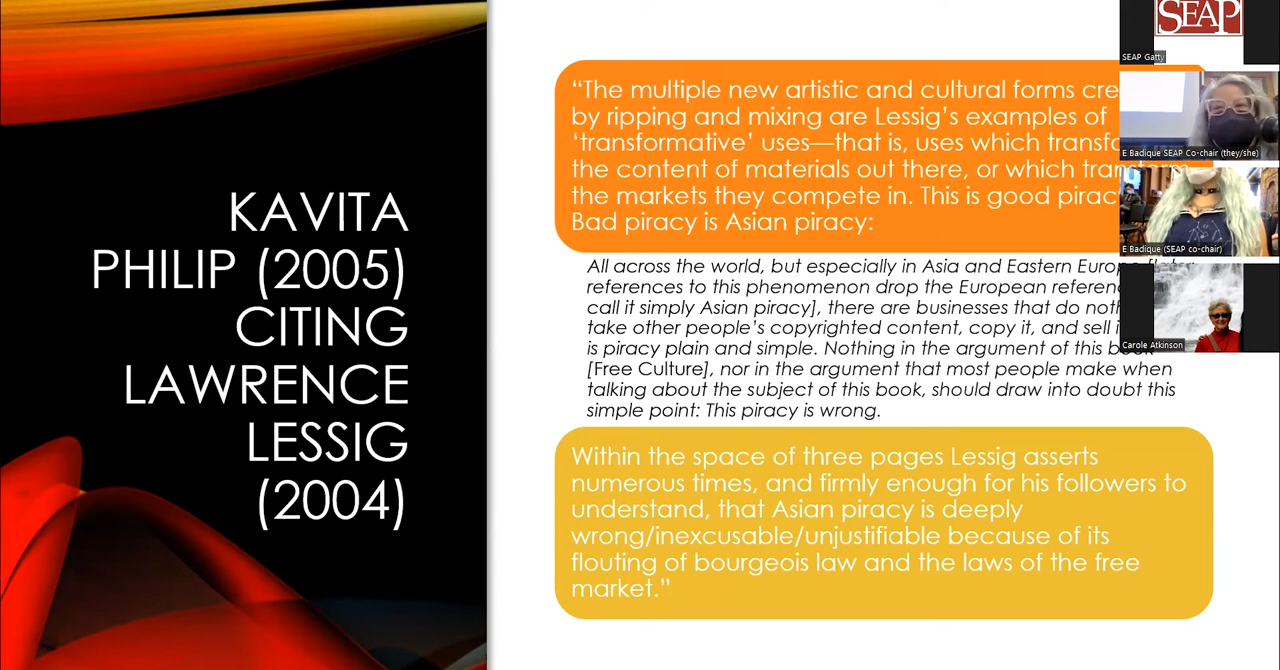 KAVITA
PHILIP (2005)
CITING
LAWRENCE
LESSIG
(2004)
“The multiple new artistic and cultural forms cre
by ripping and mixing are Lessig’s examples of
‘transformative’ uses—that is, uses which transfo
the content of materials out there, or which transform
the markets they compete in. This is good pirac
Bad piracy is Asian piracy:
All across the world, but especially in Asia and Eastern Europe [later
references to this phenomenon drop the European referen
call it simply Asian piracy], there are businesses that do noth
take other people’s copyrighted content, copy it, and sell i
is piracy plain and simple. Nothing in the argument of this book
[Free Culture], nor in the argument that most people make when
talking about the subject of this book, should draw into doubt this
simple point: This piracy is wrong.
Within the space of three pages Lessig asserts
numerous times, and firmly enough for his followers to
understand, that Asian piracy is deeply
wrong/inexcusable/unjustifiable because of its
flouting of bourgeois law and the laws of the free
market.”
SEAP
SEAP Gatty
E Badique SEAP Co-chair (they/she)
E Badique (SEAP co-chair)
Carole Atkinson